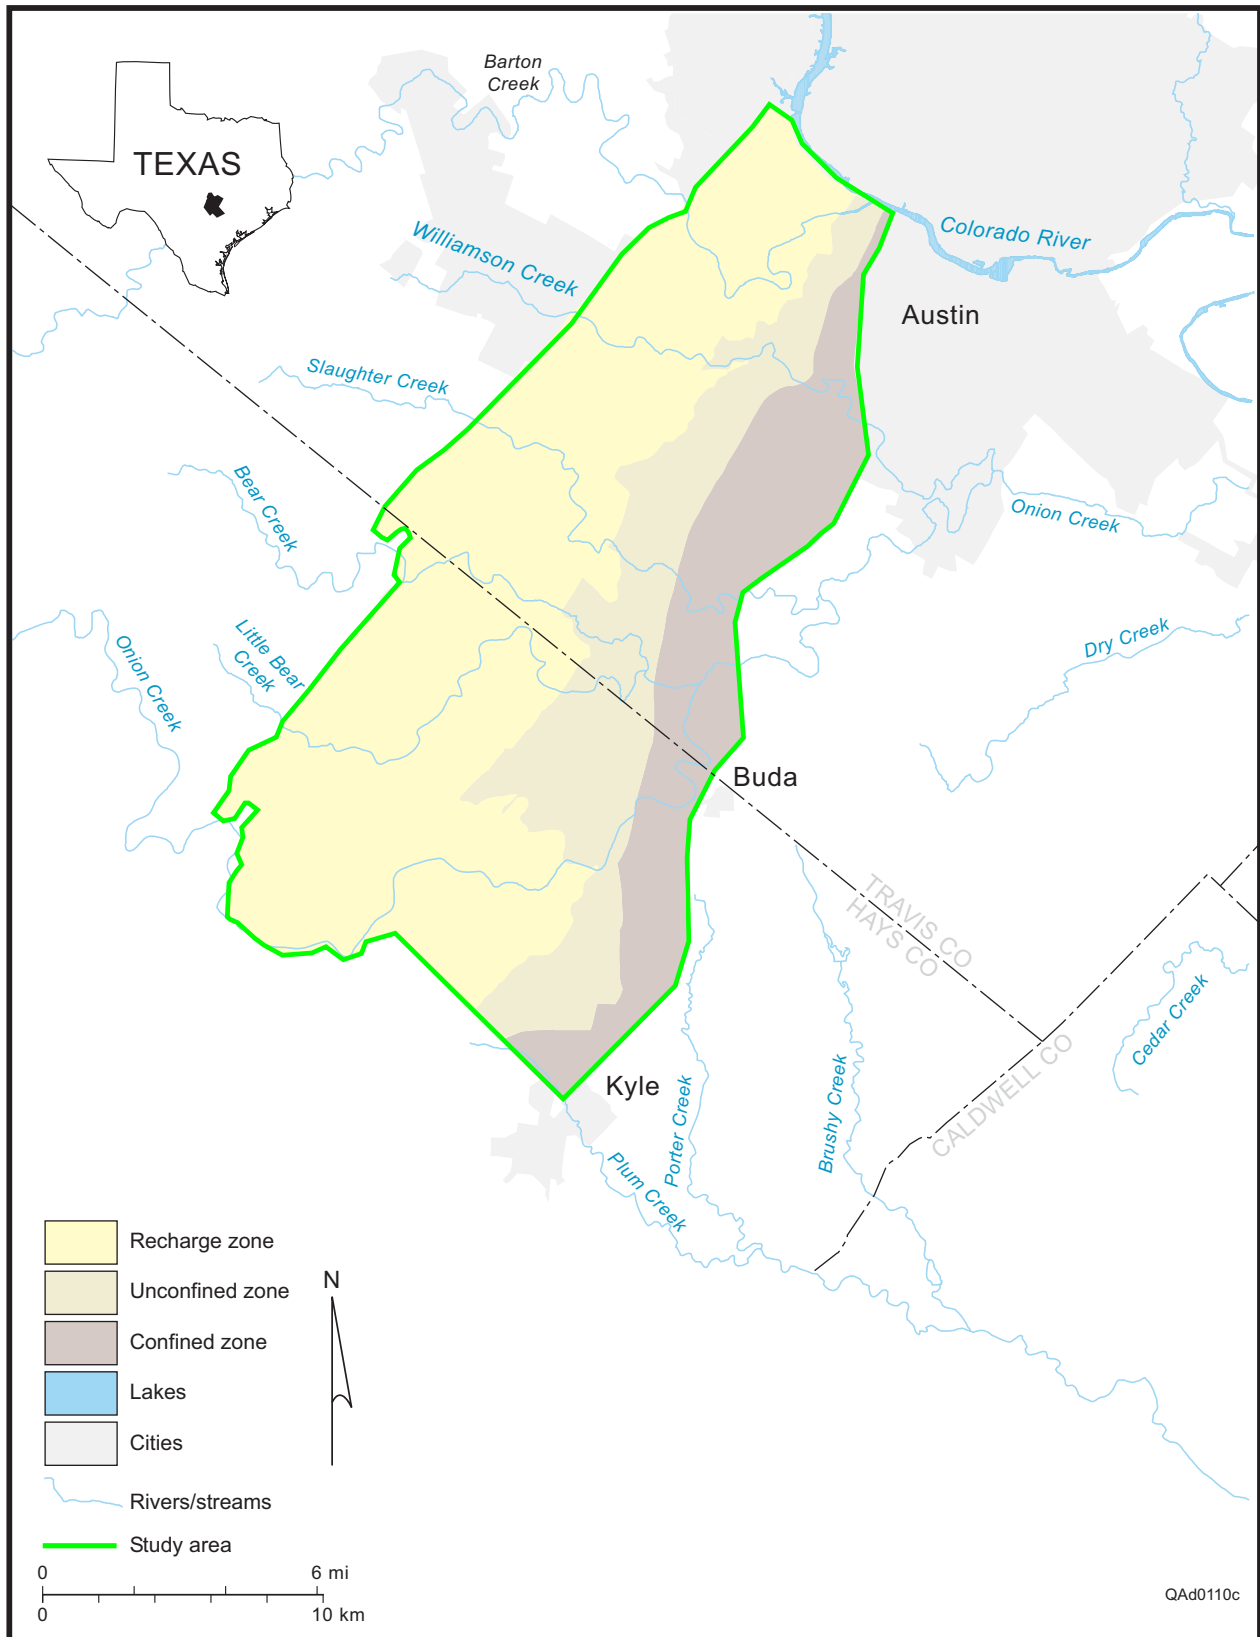 Barton
Creek
TEXAS
Williamson Creek
Colorado River
Austin
Slaughter Creek
Bear Creek
Onion Creek
Little Bear
Creek
Onion Creek
Dry Creek
Buda
TRAVIS CO
HAYS CO
Cedar Creek
CALDWELL CO
Kyle
Porter Creek
Brushy Creek
Plum Creek
Recharge zone
Unconfined zone
N
Confined zone
Lakes
Cities
Rivers/streams
Study area
0 6 mi
0 10 km
QAd0110c